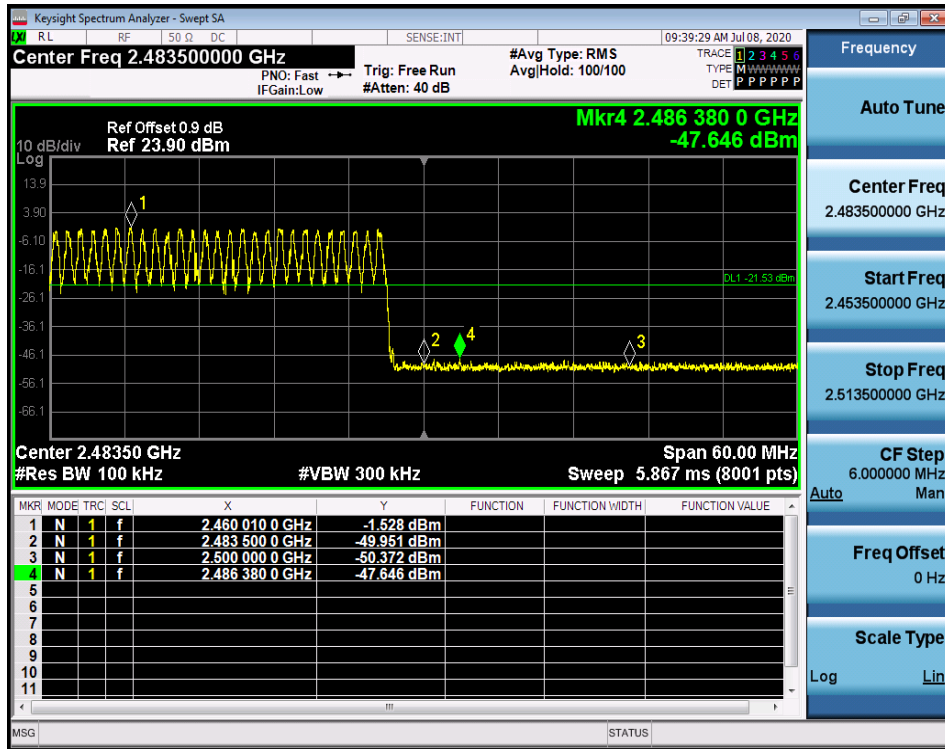 Keysight Spectrum Analyzer - Swept SA
LXI RL RF 50 Ω DC SENSE:INT 09:39:29 AM Jul 08, 2020
Center Freq 2.483500000 GHz
PNO: Fast
IFGain:Low
Trig: Free Run
#Atten: 40 dB
#Avg Type: RMS
Avg|Hold: 100/100
TRACE 1 2 3 4 5 6
TYPE M W W W W W
DET P P P P P P
Mkr4 2.486 380 0 GHz
-47.646 dBm
Ref Offset 0.9 dB
10 dB/div Ref 23.90 dBm
Log
13.9
3.90
-6.10
-16.1
-26.1
-36.1
-46.1
-56.1
-66.1
1
2
4
3
DL1 -21.53 dBm
Center 2.48350 GHz Span 60.00 MHz
#Res BW 100 kHz #VBW 300 kHz Sweep 5.867 ms (8001 pts)
MKR MODE TRC SCL X Y FUNCTION FUNCTION WIDTH FUNCTION VALUE
1 N 1 f 2.460 010 0 GHz -1.528 dBm
2 N 1 f 2.483 500 0 GHz -49.951 dBm
3 N 1 f 2.500 000 0 GHz -50.372 dBm
4 N 1 f 2.486 380 0 GHz -47.646 dBm
5
6
7
8
9
10
11
MSG STATUS
Frequency
Auto Tune
Center Freq
2.483500000 GHz
Start Freq
2.453500000 GHz
Stop Freq
2.513500000 GHz
CF Step
6.000000 MHz
Auto Man
Freq Offset
0 Hz
Scale Type
Log Lin